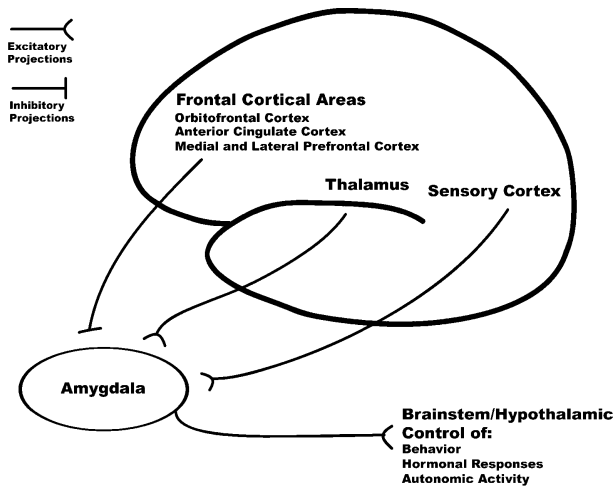 Excitatory
Projections
Inhibitory
Projections
Frontal Cortical Areas
Orbitofrontal Cortex
Anterior Cingulate Cortex
Medial and Lateral Prefrontal Cortex
Thalamus
Sensory Cortex
Amygdala
Brainstem/Hypothalamic
Control of:
Behavior
Hormonal Responses
Autonomic Activity